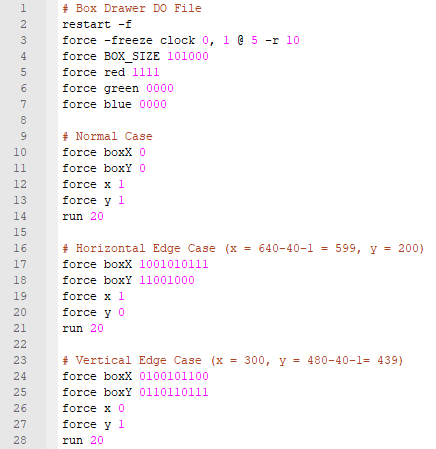 1 # Box Drawer DO File
2 restart -f
3 force -freeze clock 0, 1 @ 5 -r 10
4 force BOX_SIZE 101000
5 force red 1111
6 force green 0000
7 force blue 0000
8
9 # Normal Case
10 force boxX 0
11 force boxY 0
12 force x 1
13 force y 1
14 run 20
15
16 # Horizontal Edge Case (x = 640-40-1 = 599, y = 200)
17 force boxX 1001010111
18 force boxY 11001000
19 force x 1
20 force y 0
21 run 20
22
23 # Vertical Edge Case (x = 300, y = 480-40-1= 439)
24 force boxX 0100101100
25 force boxY 0110110111
26 force x 0
27 force y 1
28 run 20